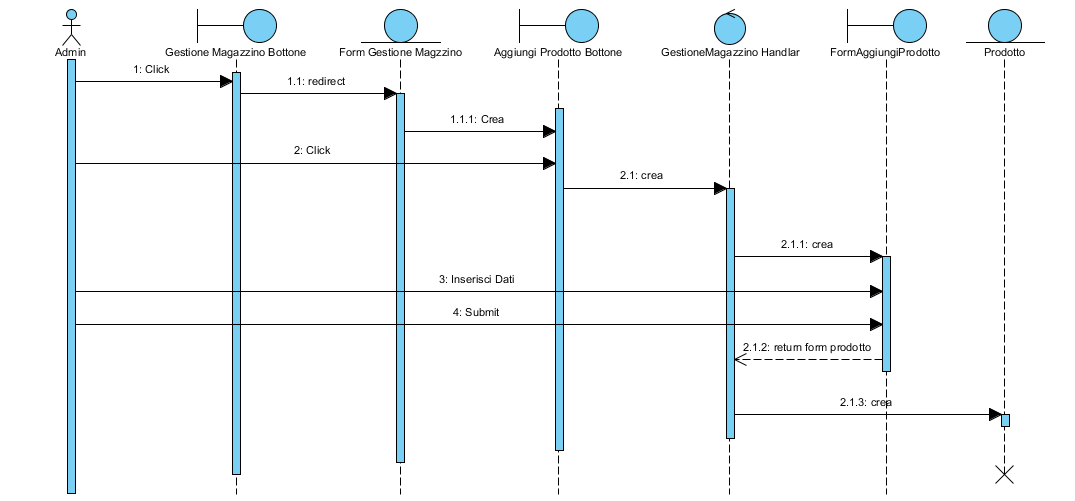 Admin
Gestione Magazzino Bottone
Form Gestione Magzzino
Aggiungi Prodotto Bottone
GestioneMagazzino Handlar
FormAggiungiProdotto
Prodotto
1: Click
1.1: redirect
1.1.1: Crea
2: Click
2.1: crea
2.1.1: crea
3: Inserisci Dati
4: Submit
2.1.2: return form prodotto
2.1.3: crea